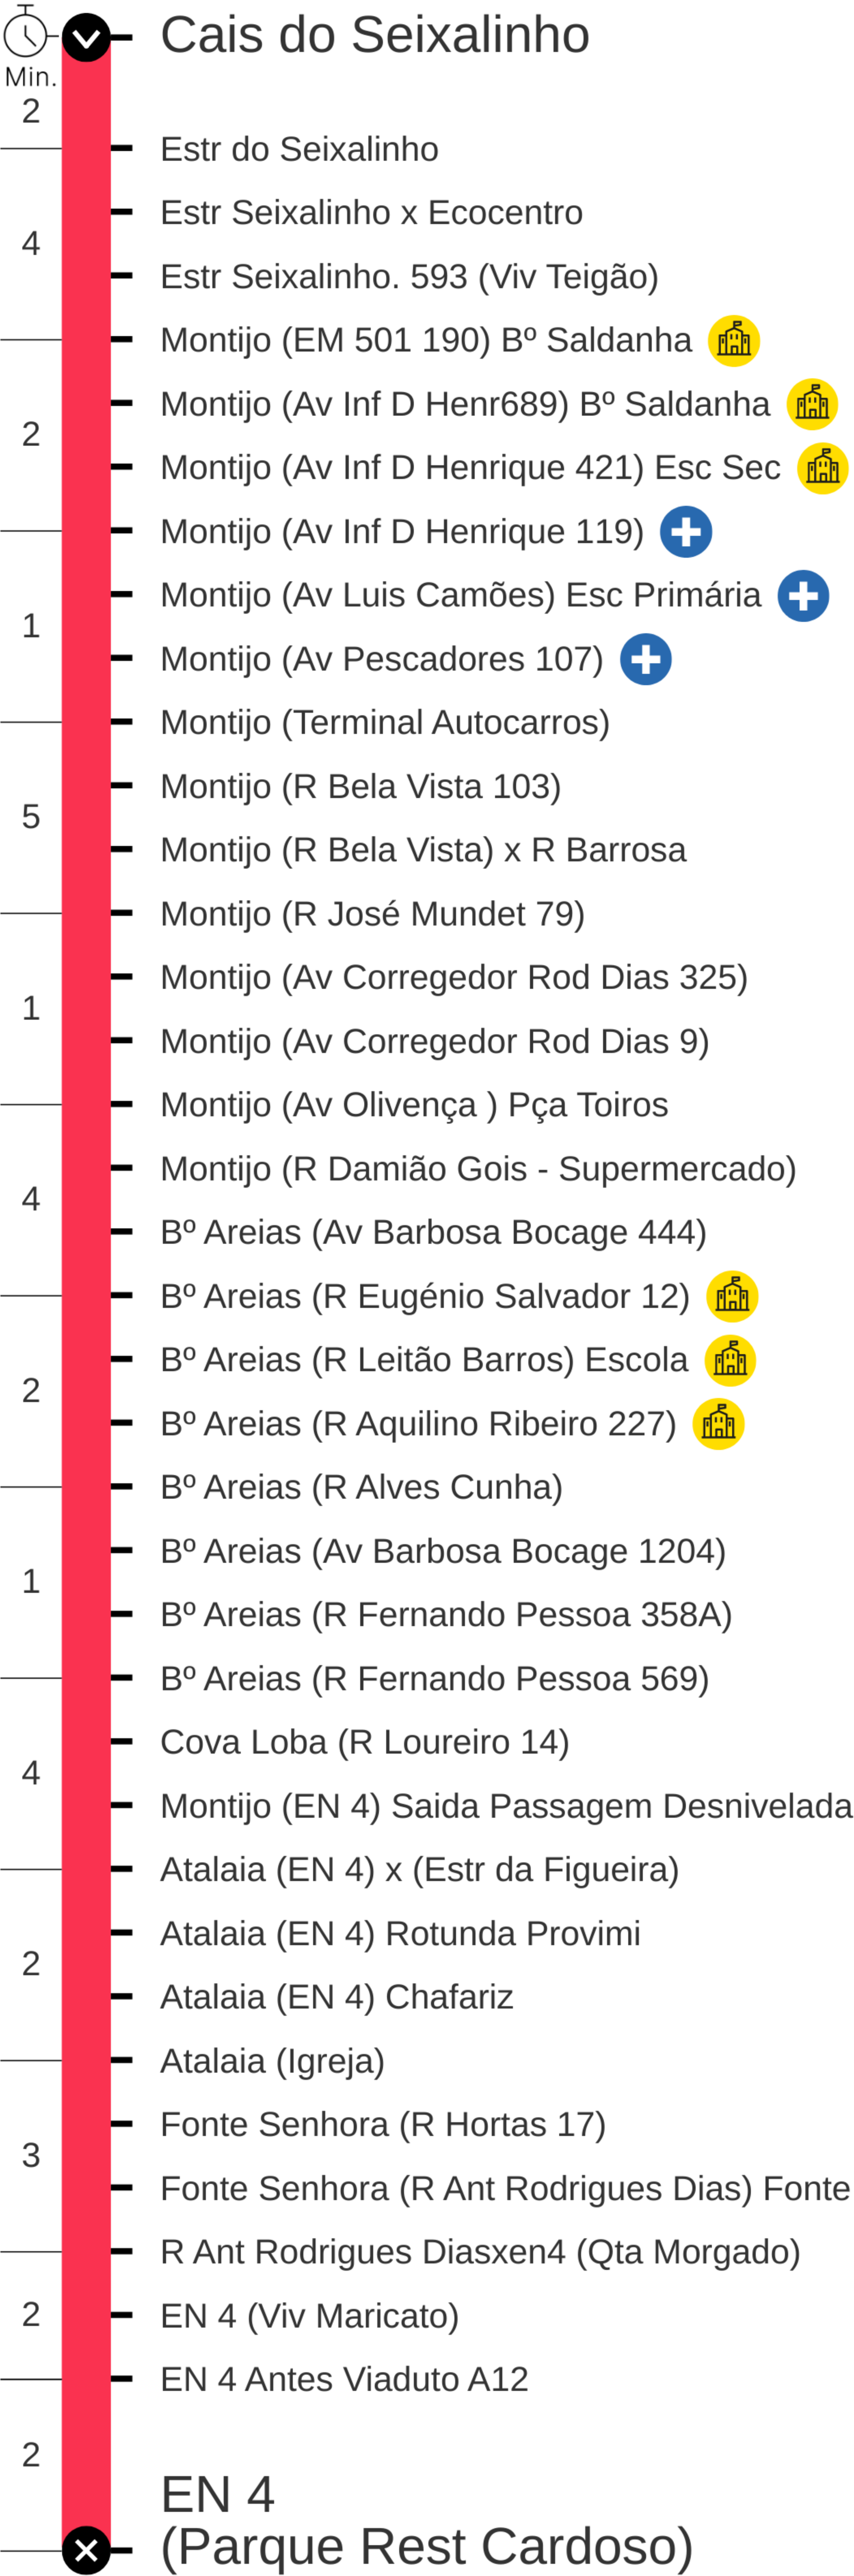 Cais do Seixalinho
Min.
2
Estr do Seixalinho
Estr Seixalinho x Ecocentro
4
Estr Seixalinho. 593 (Viv Teigão)
Montijo (EM 501 190) Bº Saldanha
Montijo (Av Inf D Henr689) Bº Saldanha
2
Montijo (Av Inf D Henrique 421) Esc Sec
Montijo (Av Inf D Henrique 119)
Montijo (Av Luis Camões) Esc Primária
1
Montijo (Av Pescadores 107)
Montijo (Terminal Autocarros)
Montijo (R Bela Vista 103)
5
Montijo (R Bela Vista) x R Barrosa
Montijo (R José Mundet 79)
Montijo (Av Corregedor Rod Dias 325)
1
Montijo (Av Corregedor Rod Dias 9)
Montijo (Av Olivença ) Pça Toiros
Montijo (R Damião Gois - Supermercado)
4
Bº Areias (Av Barbosa Bocage 444)
Bº Areias (R Eugénio Salvador 12)
Bº Areias (R Leitão Barros) Escola
2
Bº Areias (R Aquilino Ribeiro 227)
Bº Areias (R Alves Cunha)
Bº Areias (Av Barbosa Bocage 1204)
1
Bº Areias (R Fernando Pessoa 358A)
Bº Areias (R Fernando Pessoa 569)
Cova Loba (R Loureiro 14)
4
Montijo (EN 4) Saida Passagem Desnivelada
Atalaia (EN 4) x (Estr da Figueira)
Atalaia (EN 4) Rotunda Provimi
2
Atalaia (EN 4) Chafariz
Atalaia (Igreja)
Fonte Senhora (R Hortas 17)
3
Fonte Senhora (R Ant Rodrigues Dias) Fonte
R Ant Rodrigues Diasxen4 (Qta Morgado)
2
EN 4 (Viv Maricato)
EN 4 Antes Viaduto A12
2
EN 4
(Parque Rest Cardoso)